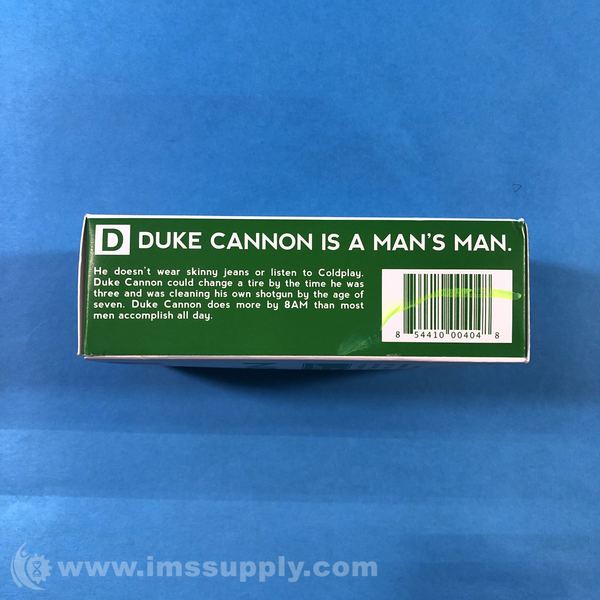 D DUKE CANNON IS A MAN'S MAN.
He doesn't wear skinny jeans or listen to Coldplay.
Duke Cannon could change a tire by the time he was
three and was cleaning his own shotgun by the age of
seven. Duke Cannon does more by 8AM than most
men accomplish all day.
8 54410 00404 8
www.imssupply.com